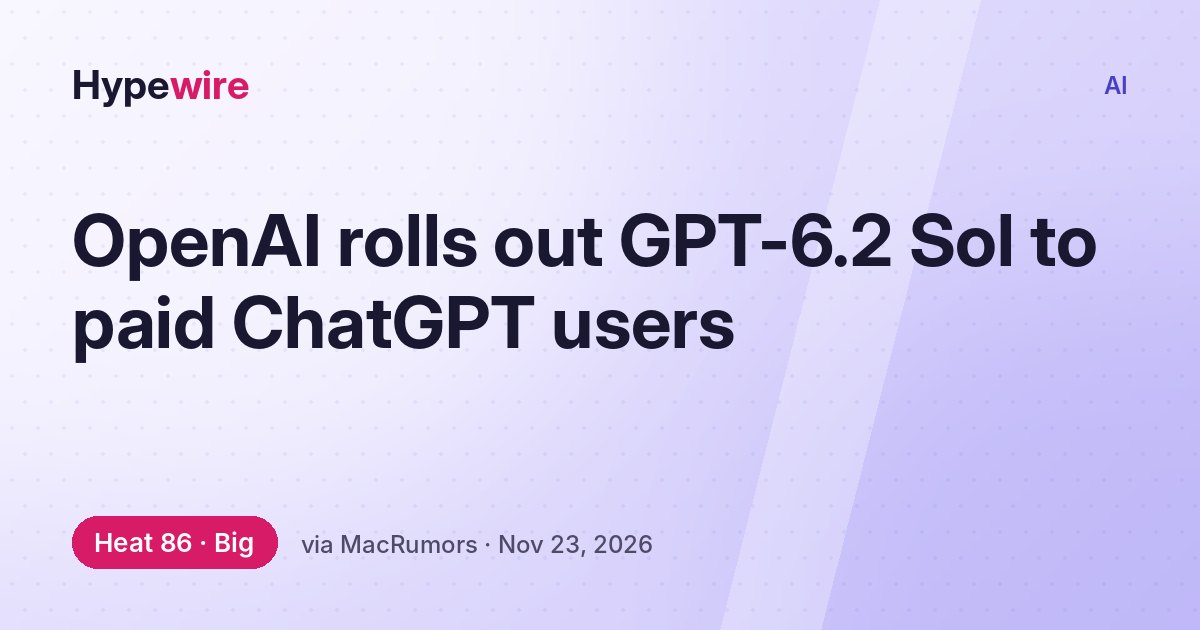 Hypewire
AI
OpenAI rolls out GPT-6.2 Sol to
paid ChatGPT users
Heat 86 · Big
via MacRumors · Nov 23, 2026